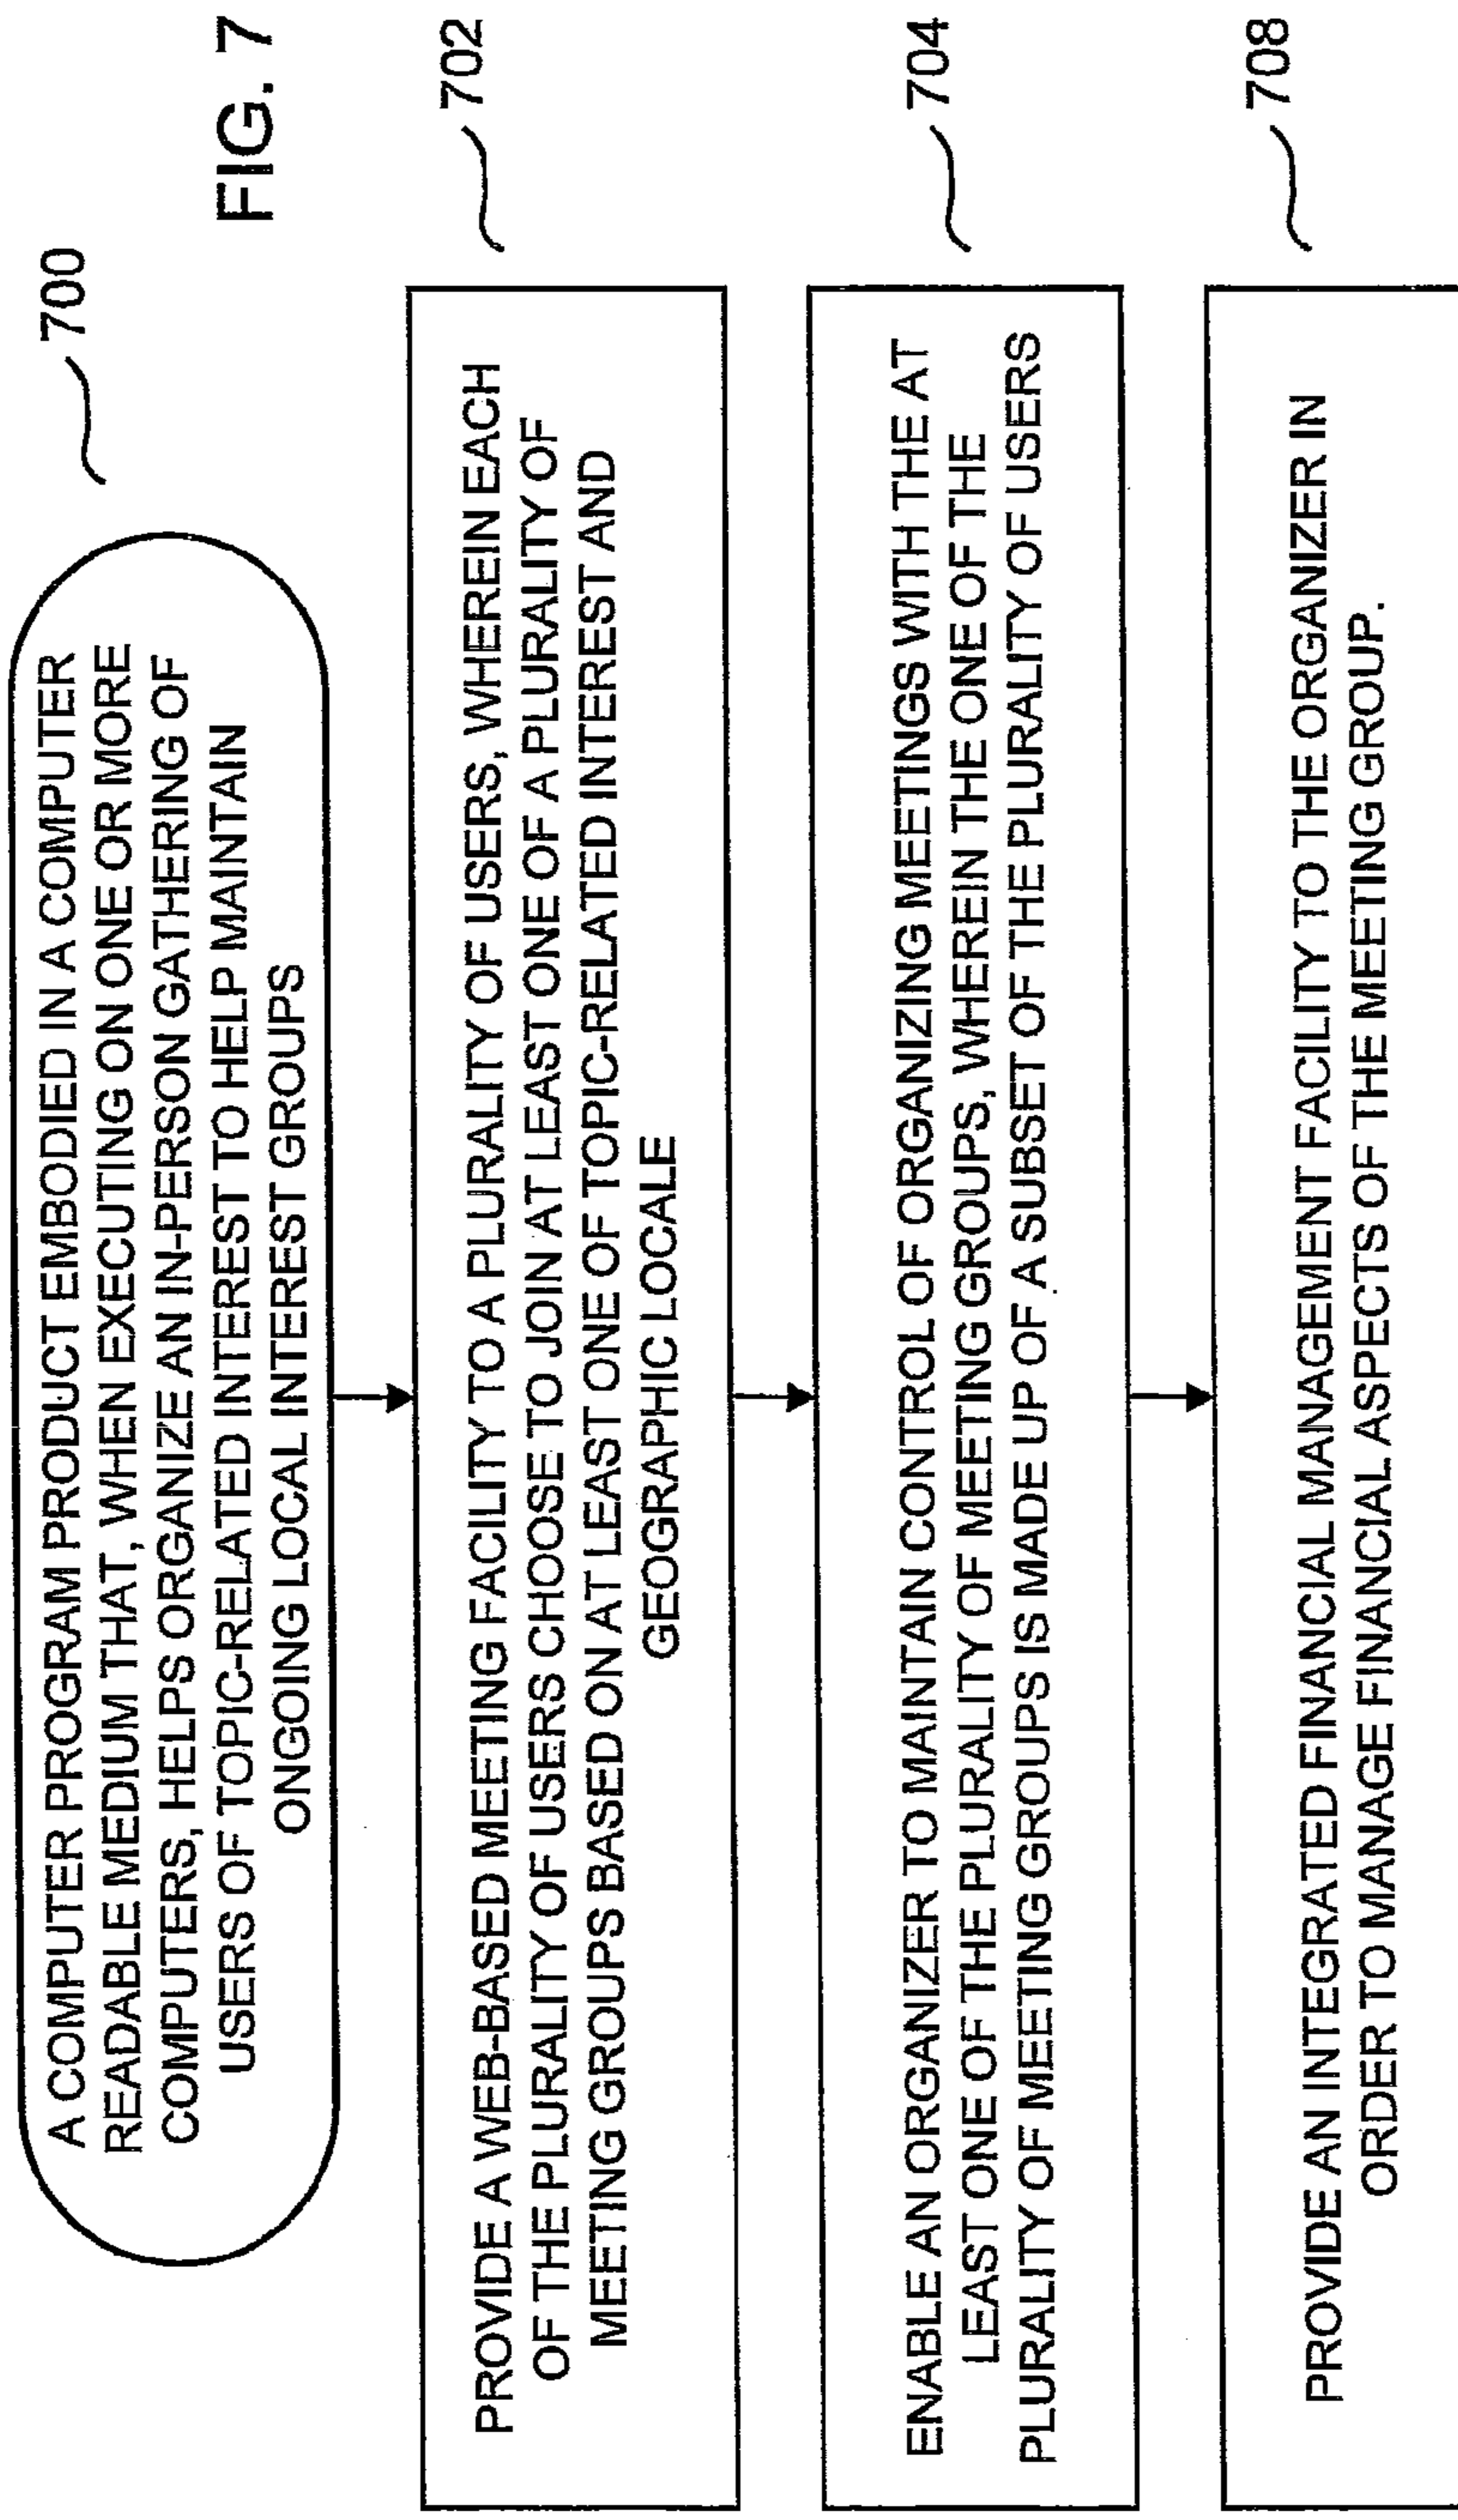 FIG. 7
700
A COMPUTER PROGRAM PRODUCT EMBODIED IN A COMPUTER
READABLE MEDIUM THAT, WHEN EXECUTING ON ONE OR MORE
COMPUTERS, HELPS ORGANIZE AN IN-PERSON GATHERING OF
USERS OF TOPIC-RELATED INTEREST TO HELP MAINTAIN
ONGOING LOCAL INTEREST GROUPS
702
PROVIDE A WEB-BASED MEETING FACILITY TO A PLURALITY OF USERS, WHEREIN EACH
OF THE PLURALITY OF USERS CHOOSE TO JOIN AT LEAST ONE OF A PLURALITY OF
MEETING GROUPS BASED ON AT LEAST ONE OF TOPIC-RELATED INTEREST AND
GEOGRAPHIC LOCALE
704
ENABLE AN ORGANIZER TO MAINTAIN CONTROL OF ORGANIZING MEETINGS WITH THE AT
LEAST ONE OF THE PLURALITY OF MEETING GROUPS, WHEREIN THE ONE OF THE
PLURALITY OF MEETING GROUPS IS MADE UP OF A SUBSET OF THE PLURALITY OF USERS
708
PROVIDE AN INTEGRATED FINANCIAL MANAGEMENT FACILITY TO THE ORGANIZER IN
ORDER TO MANAGE FINANCIAL ASPECTS OF THE MEETING GROUP.